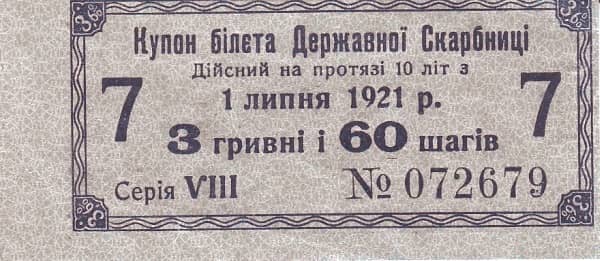 Купон білета Державної Скарбниці
Дійсний на протязі 10 літ з
1 липня 1921 р.
7 7
3 гривні і 60 шагів
Серія VIII № 072679